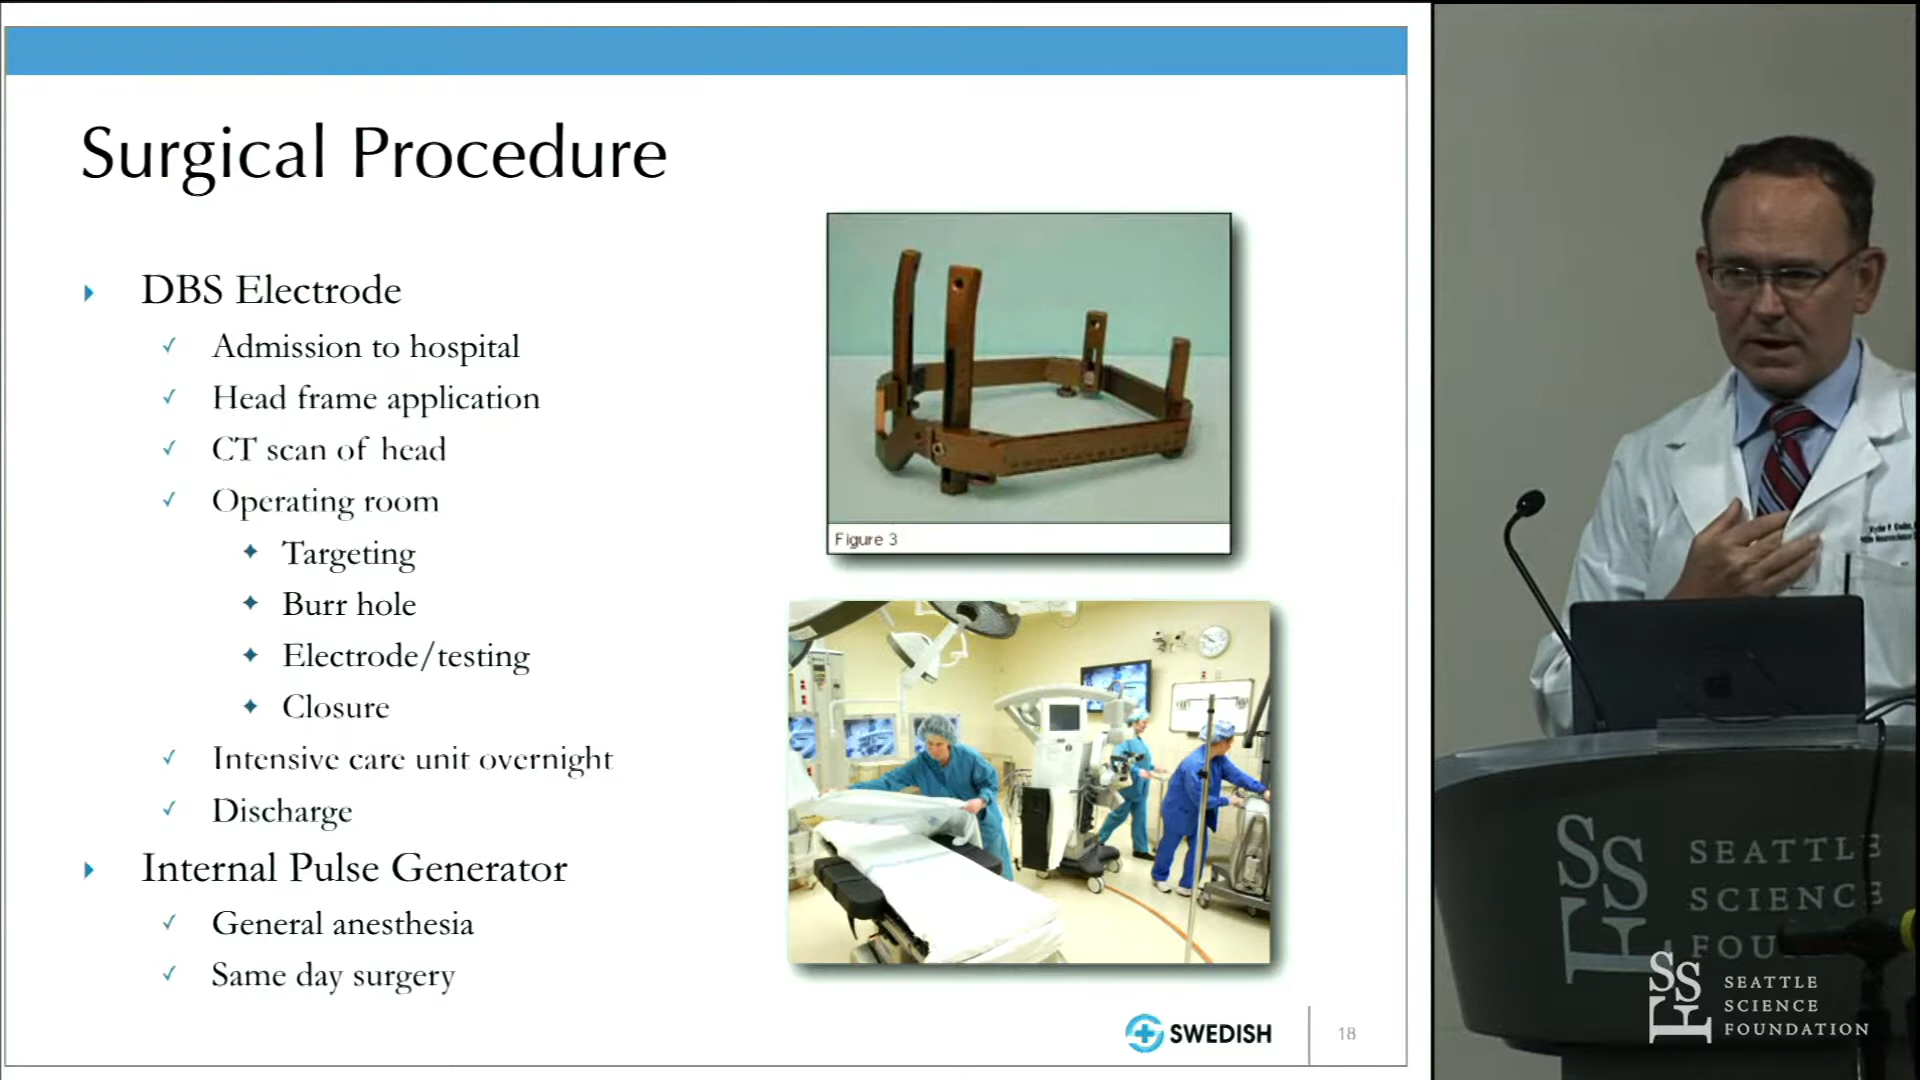 Surgical Procedure
DBS Electrode
Admission to hospital
Head frame application
CT scan of head
Operating room
Targeting
Burr hole
Electrode/testing
Closure
Intensive care unit overnight
Discharge
Internal Pulse Generator
General anesthesia
Same day surgery
Figure 3
SWEDISH
18
SSF
SEATTLE
SCIENCE
SSF
SEATTLE
SCIENCE
FOUNDATION